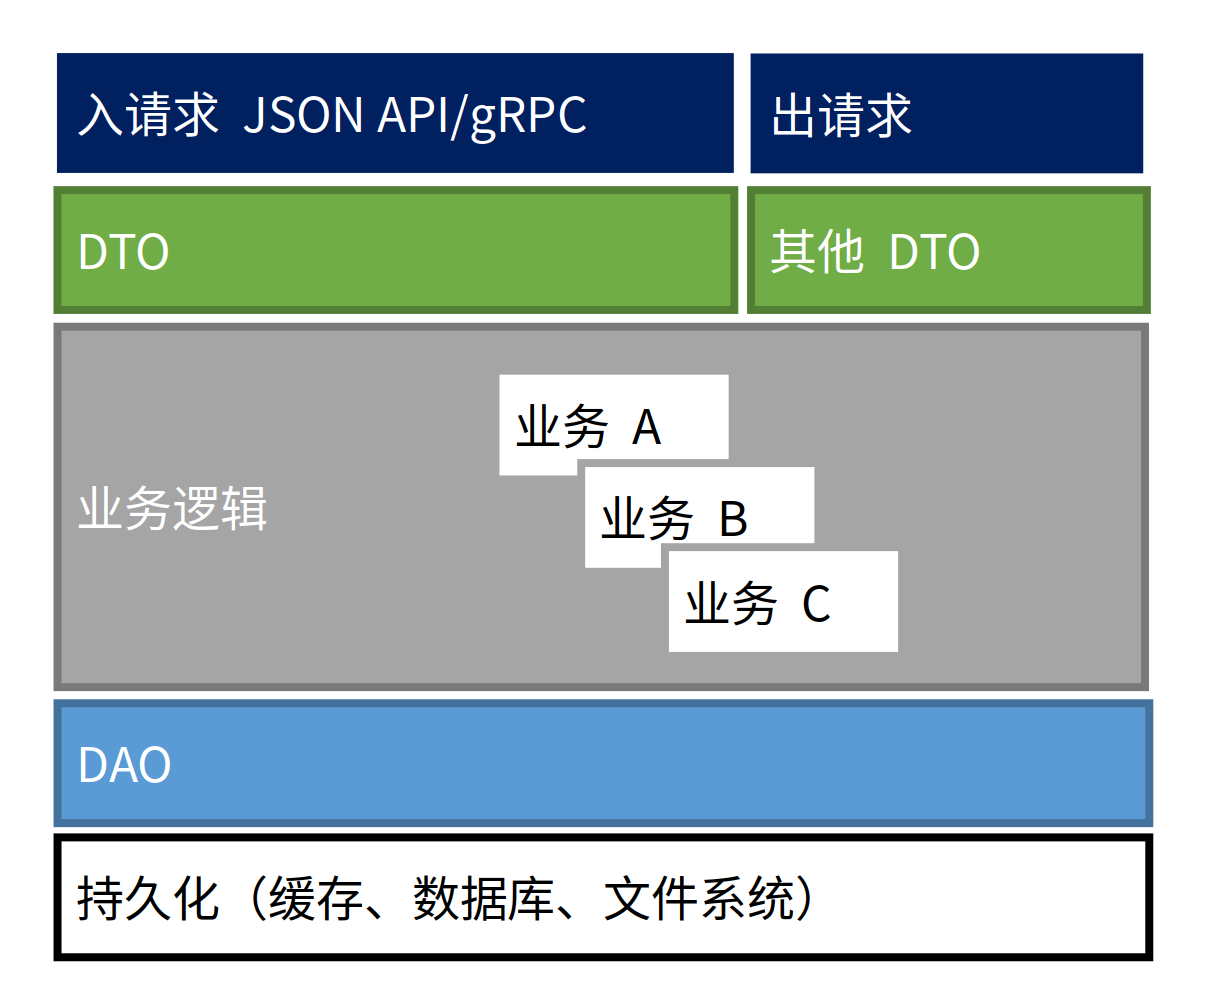 入请求 JSON API/gRPC
出请求
DTO
其他 DTO
业务逻辑
业务 A
业务 B
业务 C
DAO
持久化（缓存、数据库、文件系统）